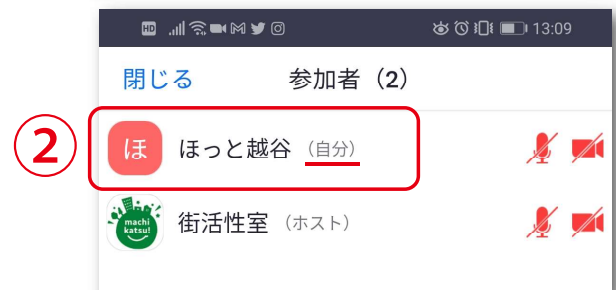 HD 13:09
閉じる 参加者（2）
②
ほ ほっと越谷（自分）
machi
katsu!
街活性室（ホスト）